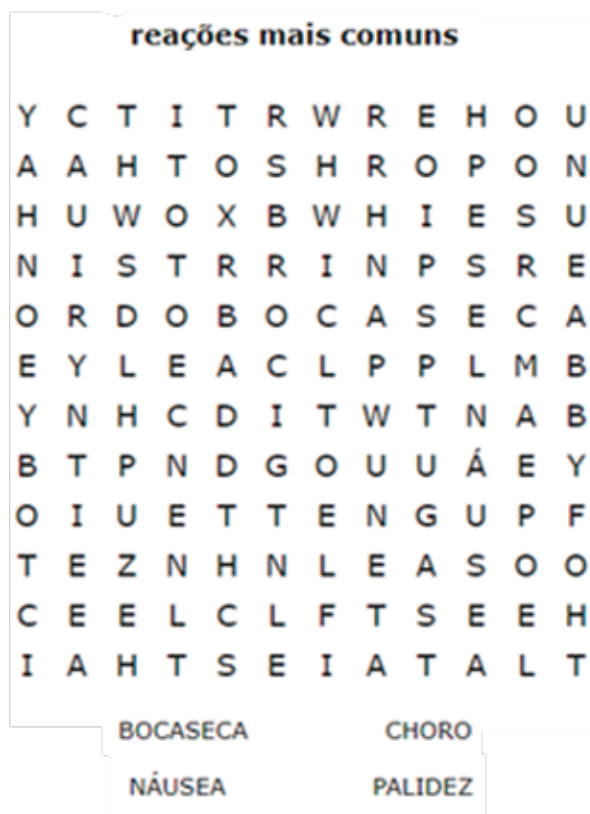 reações mais comuns
Y C T I T R W R E H O U
A A H T O S H R O P O N
H U W O X B W H I E S U
N I S T R R I N P S R E
O R D O B O C A S E C A
E Y L E A C L P P L M B
Y N H C D I T W T N A B
B T P N D G O U U Á E Y
O I U E T T E N G U P F
T E Z N H N L E A S O O
C E E L C L F T S E E H
I A H T S E I A T A L T
BOCASECA CHORO
NÁUSEA PALIDEZ